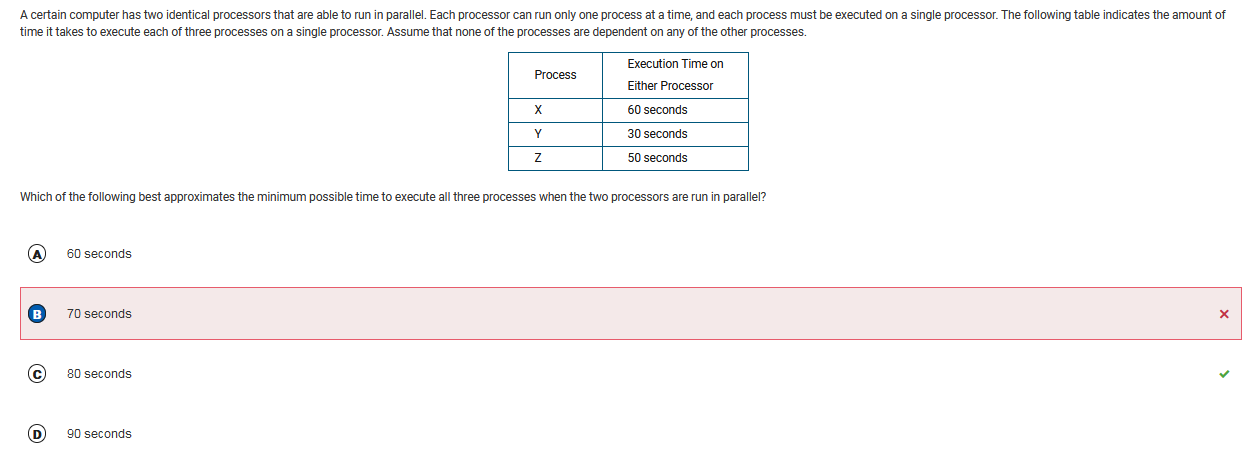 A certain computer has two identical processors that are able to run in parallel. Each processor can run only one process at a time, and each process must be executed on a single processor. The following table indicates the amount of
time it takes to execute each of three processes on a single processor. Assume that none of the processes are dependent on any of the other processes.
Process
Execution Time on
Either Processor
X 60 seconds
Y 30 seconds
Z 50 seconds
Which of the following best approximates the minimum possible time to execute all three processes when the two processors are run in parallel?
A 60 seconds
B 70 seconds
C 80 seconds
D 90 seconds